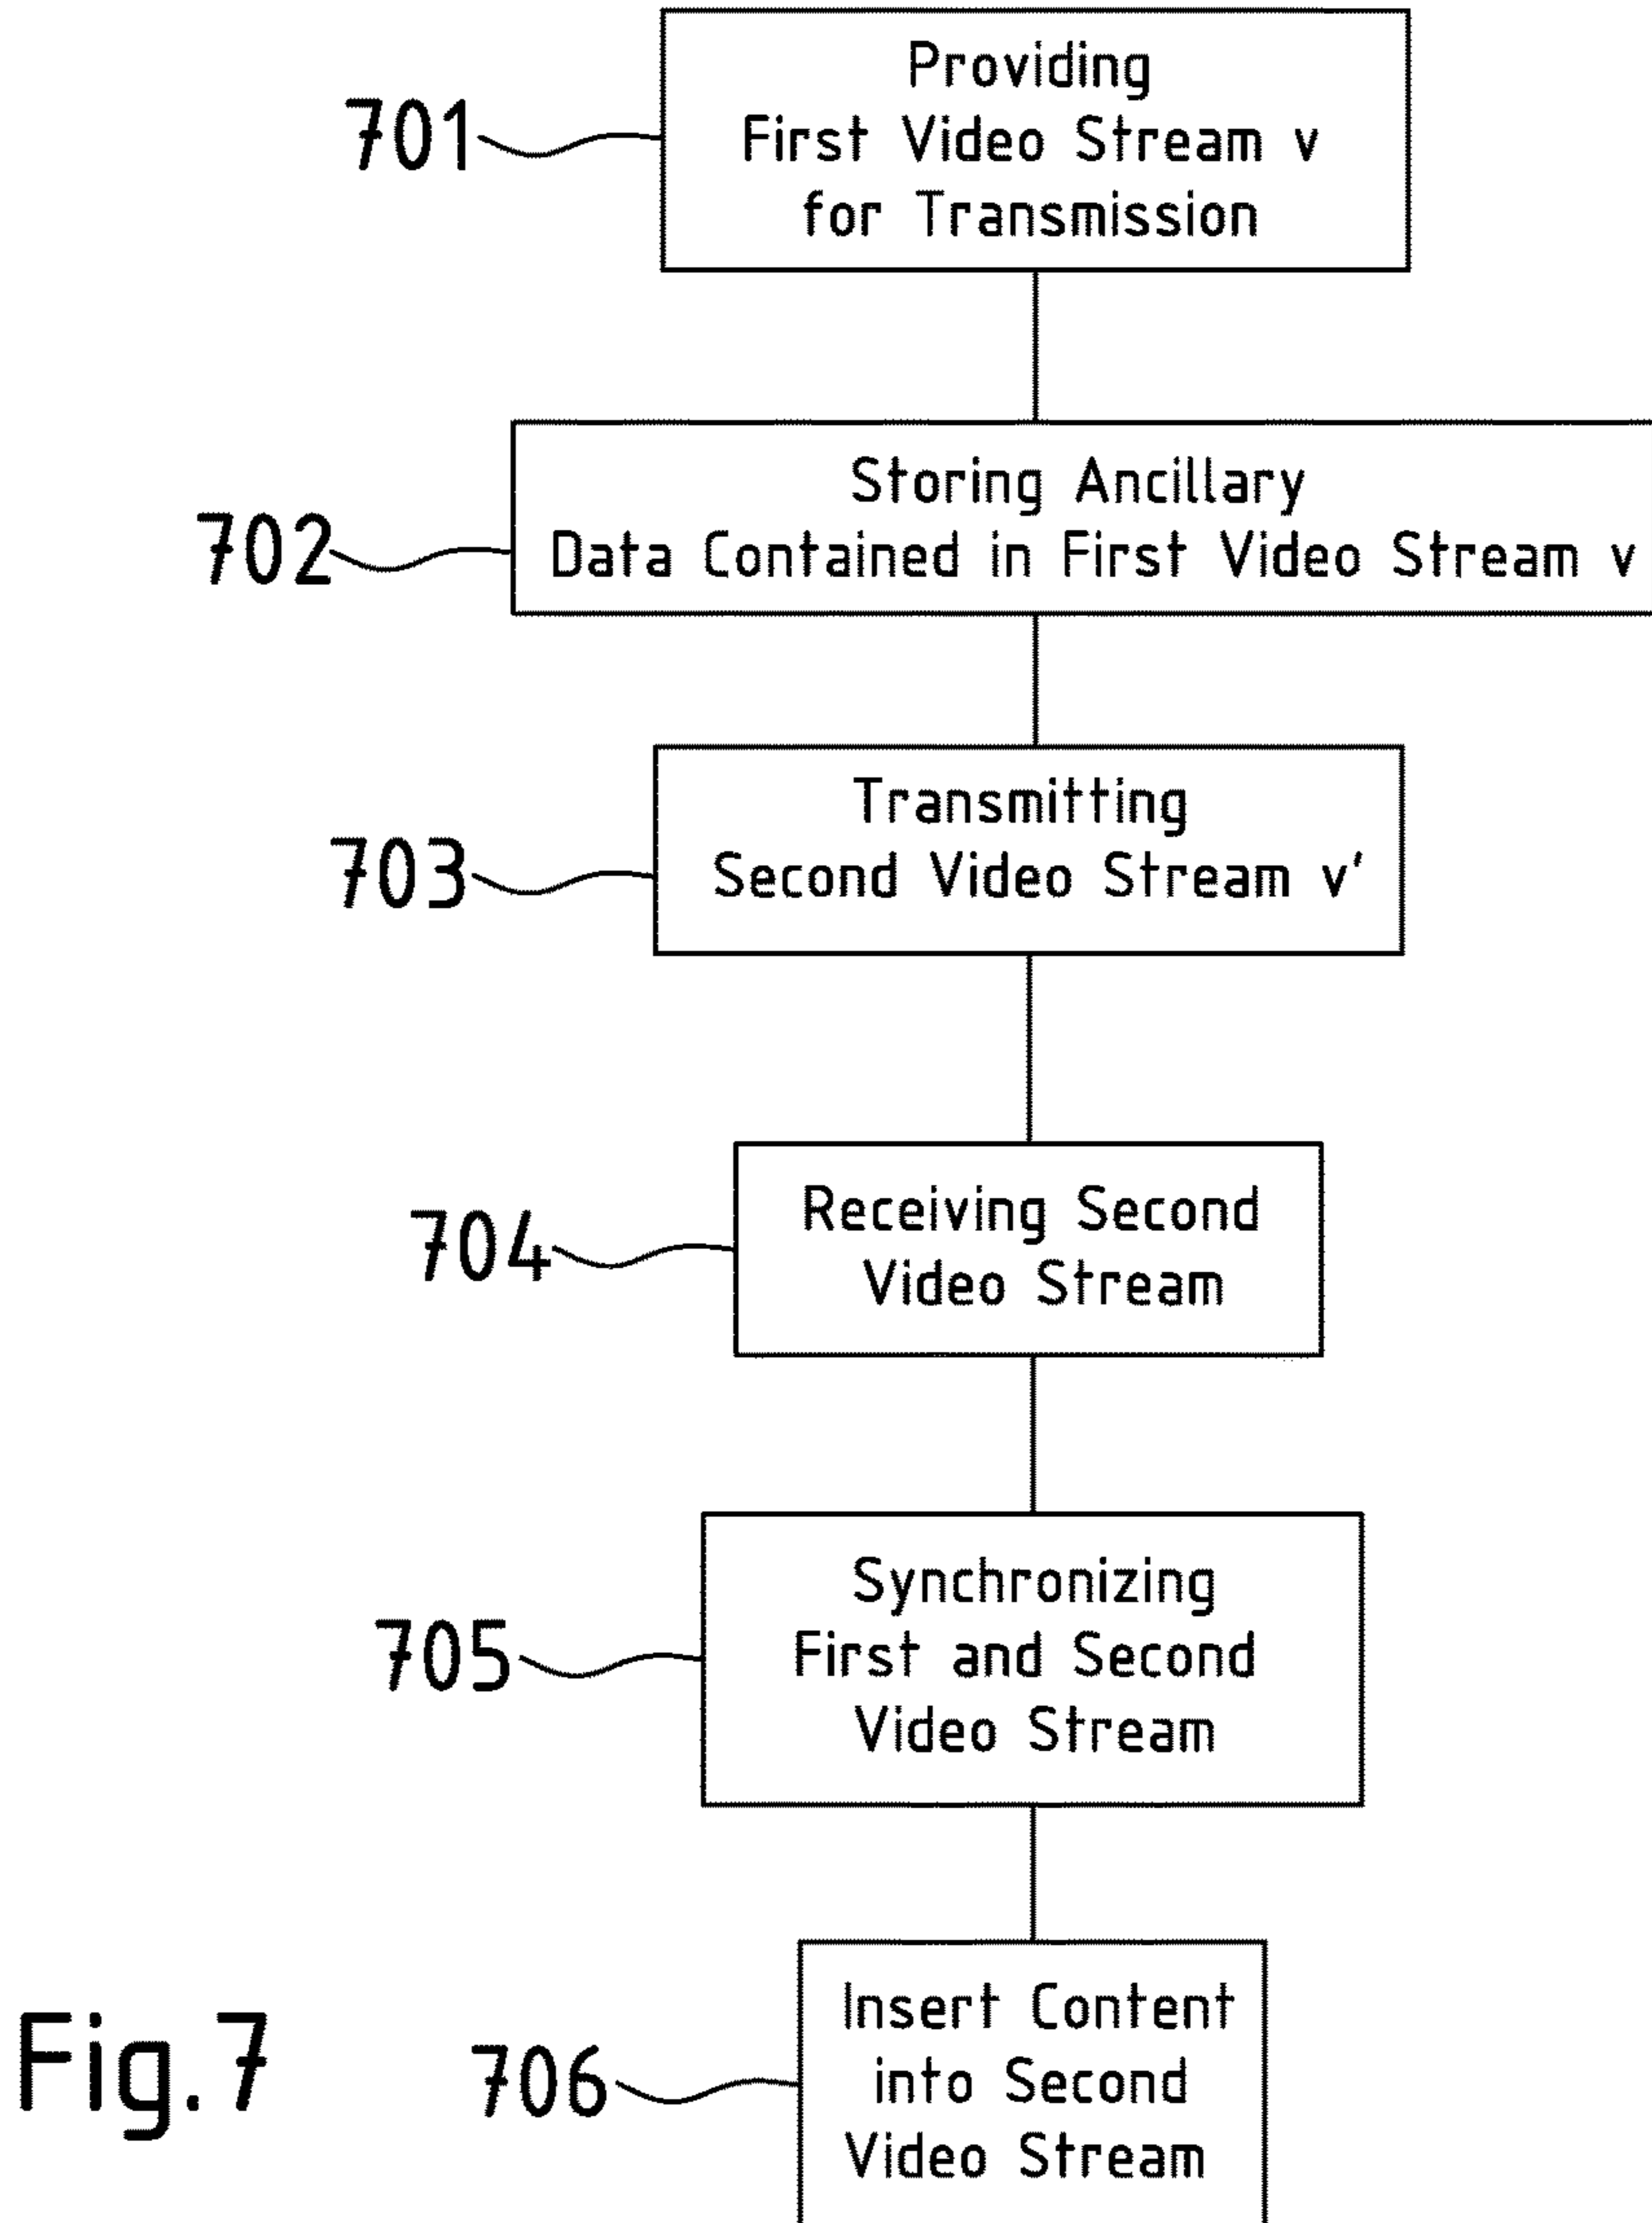 701
Providing
First Video Stream v
for Transmission
702
Storing Ancillary
Data Contained in First Video Stream v
703
Transmitting
Second Video Stream v'
704
Receiving Second
Video Stream
705
Synchronizing
First and Second
Video Stream
706
Insert Content
into Second
Video Stream
Fig.7